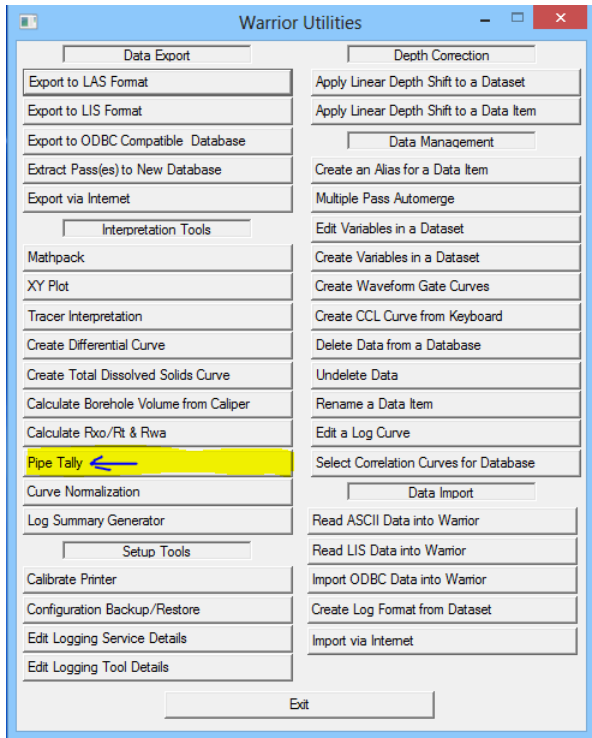 Warrior Utilities
Data Export
Export to LAS Format
Export to LIS Format
Export to ODBC Compatible Database
Extract Pass(es) to New Database
Export via Internet
Interpretation Tools
Mathpack
XY Plot
Tracer Interpretation
Create Differential Curve
Create Total Dissolved Solids Curve
Calculate Borehole Volume from Caliper
Calculate Rxo/Rt & Rwa
Pipe Tally
Curve Normalization
Log Summary Generator
Setup Tools
Calibrate Printer
Configuration Backup/Restore
Edit Logging Service Details
Edit Logging Tool Details
Depth Correction
Apply Linear Depth Shift to a Dataset
Apply Linear Depth Shift to a Data Item
Data Management
Create an Alias for a Data Item
Multiple Pass Automerge
Edit Variables in a Dataset
Create Variables in a Dataset
Create Waveform Gate Curves
Create CCL Curve from Keyboard
Delete Data from a Database
Undelete Data
Rename a Data Item
Edit a Log Curve
Select Correlation Curves for Database
Data Import
Read ASCII Data into Warrior
Read LIS Data into Warrior
Import ODBC Data into Warrior
Create Log Format from Dataset
Import via Internet
Exit